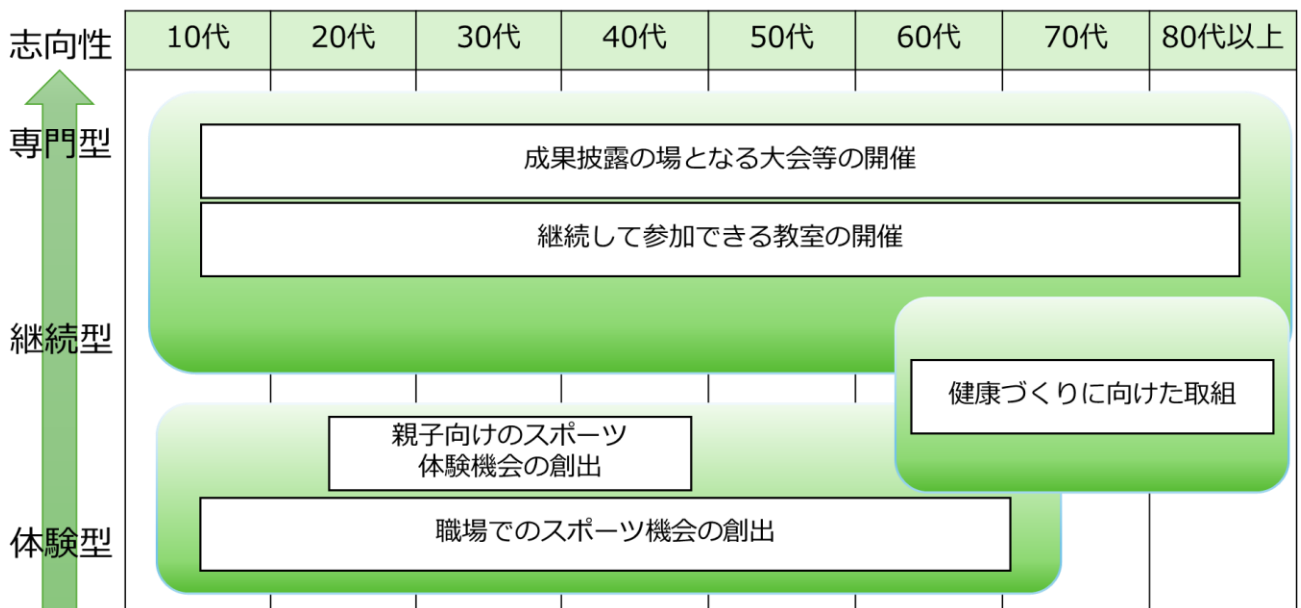 志向性
10代
20代
30代
40代
50代
60代
70代
80代以上
専門型
成果披露の場となる大会等の開催
継続して参加できる教室の開催
継続型
健康づくりに向けた取組
親子向けのスポーツ
体験機会の創出
職場でのスポーツ機会の創出
体験型